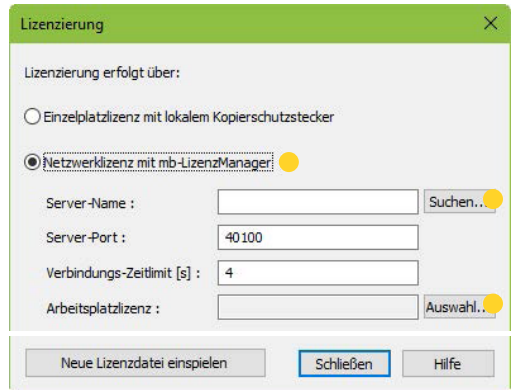 Lizenzierung
Lizenzierung erfolgt über:
Einzelplatzlizenz mit lokalem Kopierschutzstecker
Netzwerklizenz mit mb-LizenzManager
Server-Name : Suchen...
Server-Port : 40100
Verbindungs-Zeitlimit [s] : 4
Arbeitsplatzlizenz : Auswahl...
Neue Lizenzdatei einspielen Schließen Hilfe